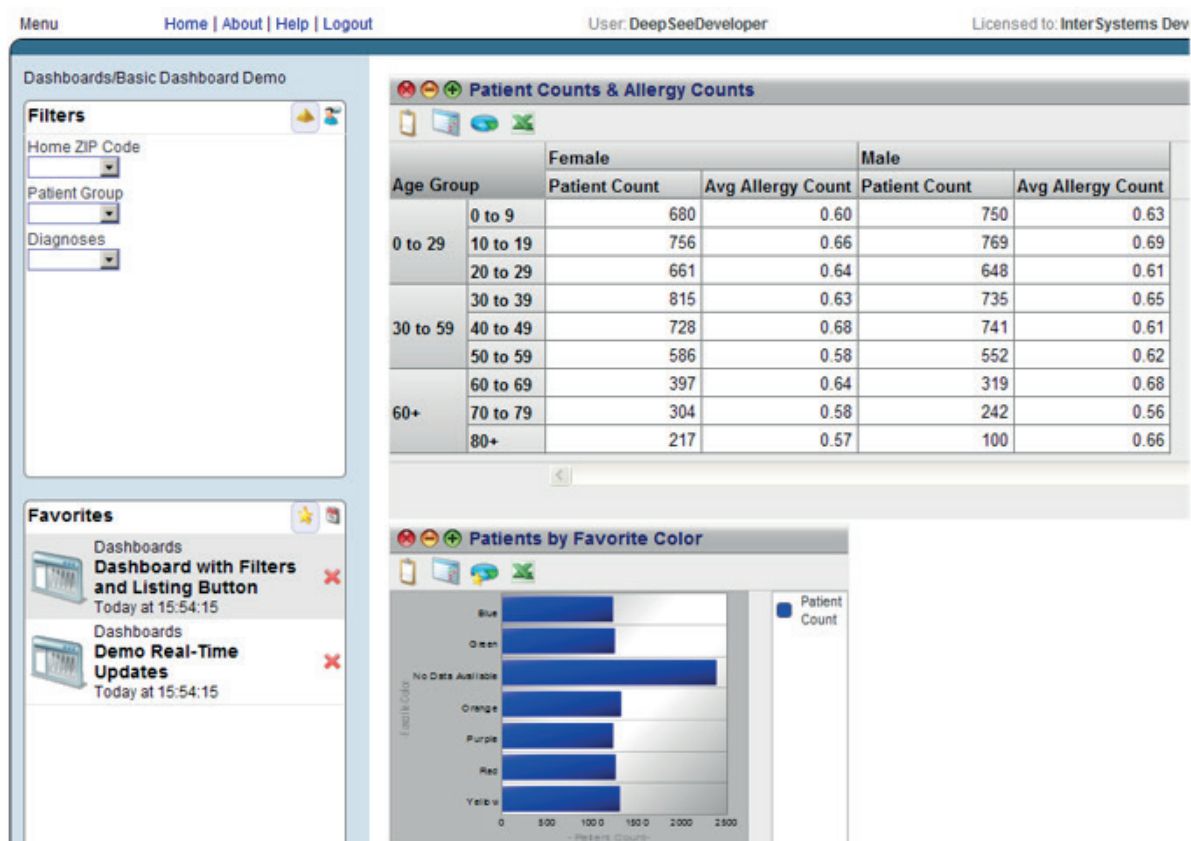 Menu Home | About | Help | Logout User: DeepSeeDeveloper Licensed to: InterSystems Dev
Dashboards/Basic Dashboard Demo
Filters
Home ZIP Code
Patient Group
Diagnoses
Favorites
Dashboards
Dashboard with Filters
and Listing Button
Today at 15:54:15
Dashboards
Demo Real-Time
Updates
Today at 15:54:15
Patient Counts & Allergy Counts
Female Male
Age Group Patient Count Avg Allergy Count Patient Count Avg Allergy Count
0 to 29 0 to 9 680 0.60 750 0.63
10 to 19 756 0.66 769 0.69
20 to 29 661 0.64 648 0.61
30 to 59 30 to 39 815 0.63 735 0.65
40 to 49 728 0.68 741 0.61
50 to 59 586 0.58 552 0.62
60+ 60 to 69 397 0.64 319 0.68
70 to 79 304 0.58 242 0.56
80+ 217 0.57 100 0.66
Patients by Favorite Color
Patient
Count
Blue
Green
No Data Available
Orange
Purple
Red
Yellow
Favorite Color
0 500 1000 1500 2000 2500
- Patient Count-